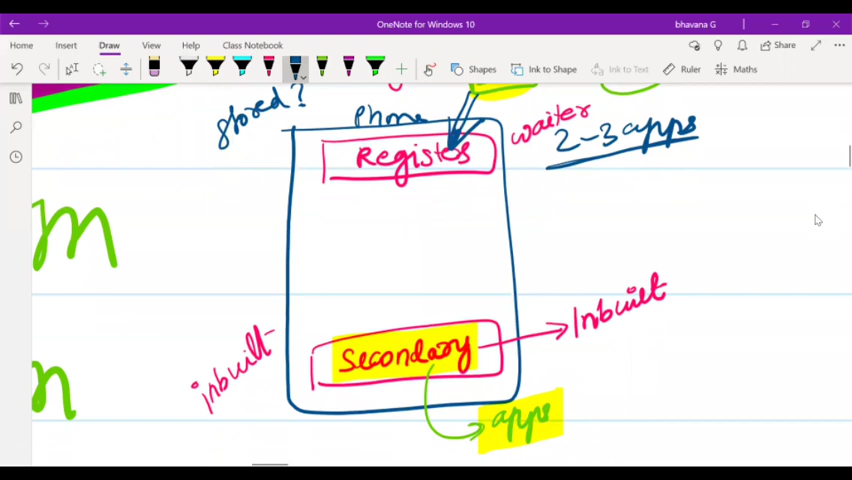 OneNote for Windows 10
bhavana G
Home Insert Draw View Help Class Notebook
Share
Shapes Ink to Shape Ink to Text Ruler Maths
stored?
Phone
waiter
2-3 apps
Register
m
Secondary
Inbuilt
inbuilt
n
apps